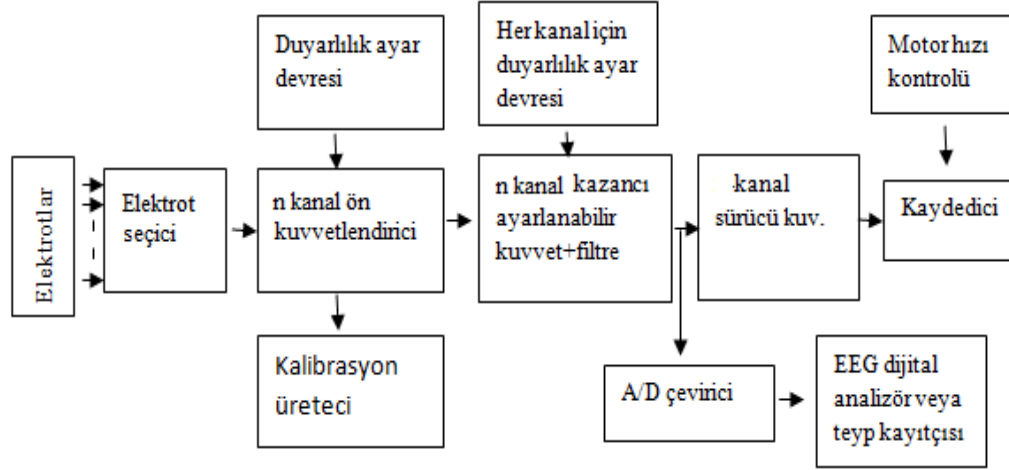 Duyarlılık ayar
devresi
Her kanal için
duyarlılık ayar
devresi
Motor hızı
kontrolü
Elektrotlar
Elektrot
seçici
n kanal ön
kuvvetlendirici
n kanal kazancı
ayarlanabilir
kuvvet+filtre
-kanal
sürücü kuv.
Kaydedici
Kalibrasyon
üreteci
A/D çevirici
EEG dijital
analizör veya
teyp kayıtçısı